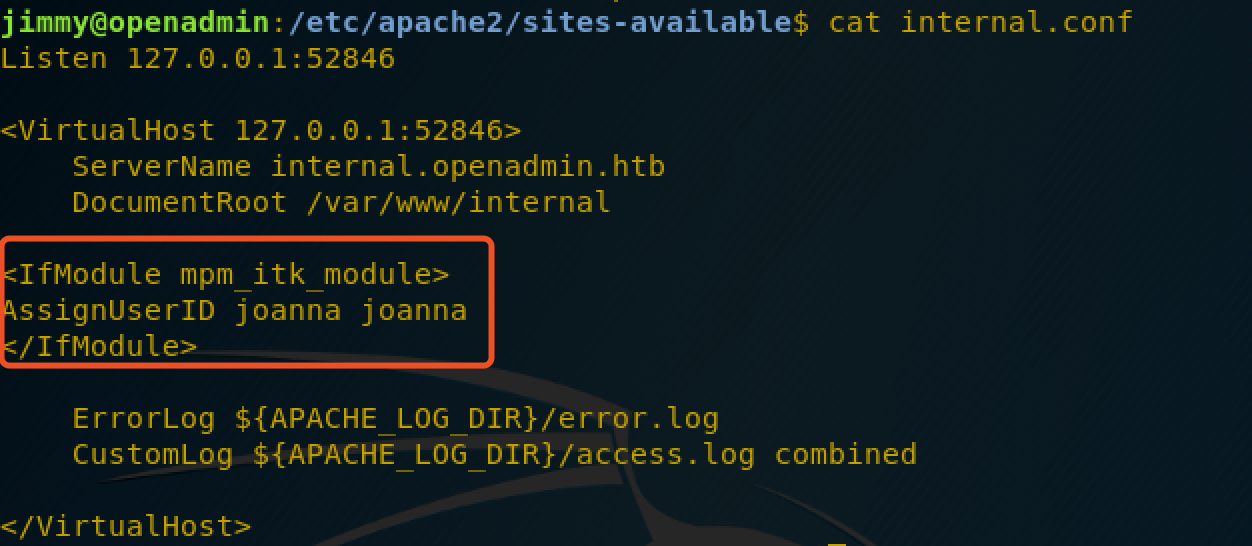 jimmy@openadmin:/etc/apache2/sites-available$ cat internal.conf
Listen 127.0.0.1:52846
<VirtualHost 127.0.0.1:52846>
ServerName internal.openadmin.htb
DocumentRoot /var/www/internal
<IfModule mpm_itk_module>
AssignUserID joanna joanna
</IfModule>
ErrorLog ${APACHE_LOG_DIR}/error.log
CustomLog ${APACHE_LOG_DIR}/access.log combined
</VirtualHost>